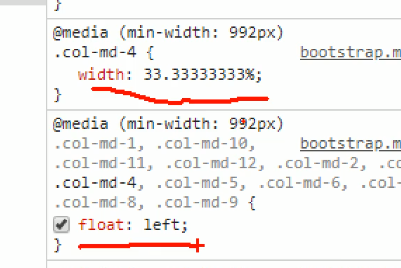 }
@media (min-width: 992px)
.col-md-4 { bootstrap.m
width: 33.33333333%;
}
@media (min-width: 992px)
bootstrap.m
.col-md-1, .col-md-10,
.col-md-11, .col-md-12, .col-md-2, .co
.col-md-4, .col-md-5, .col-md-6, .col-
.col-md-8, .col-md-9 {
float: left;
}